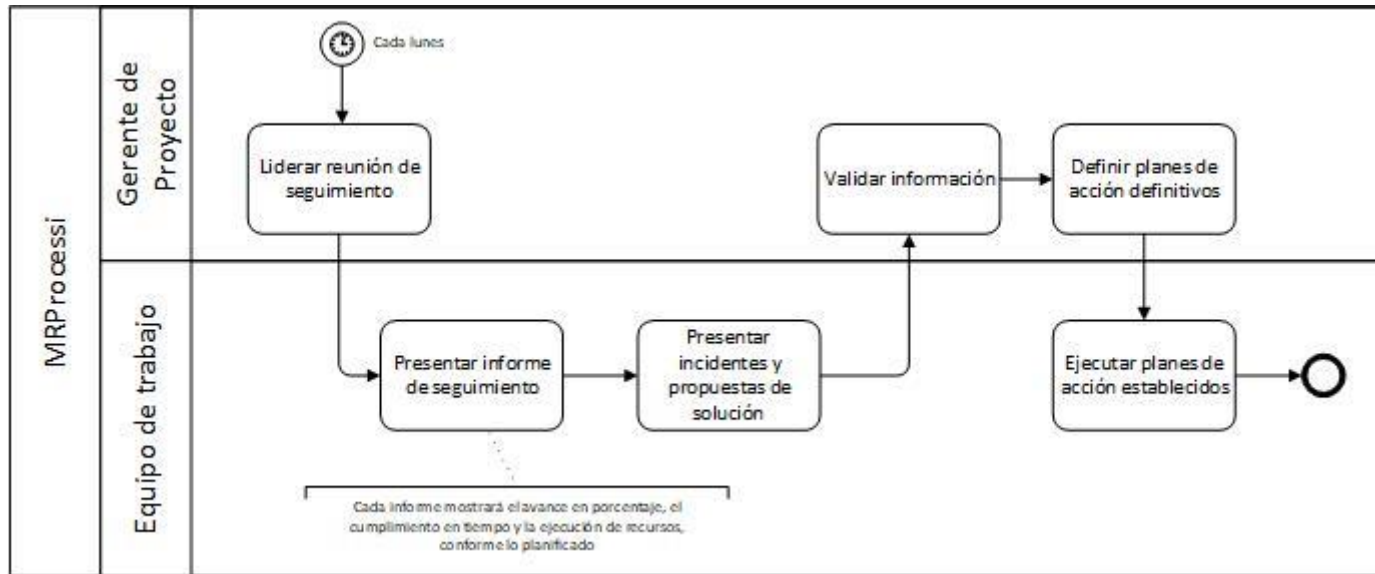 MRProcessi
Gerente de
Proyecto
Cada lunes
Liderar reunión de
seguimiento
Validar información
Definir planes de
acción definitivos
Equipo de trabajo
Presentar informe
de seguimiento
Presentar
incidentes y
propuestas de
solución
Ejecutar planes de
acción establecidos
Cada informe mostrará el avance en porcentaje, el
cumplimiento en tiempo y la ejecución de recursos,
conforme lo planificado